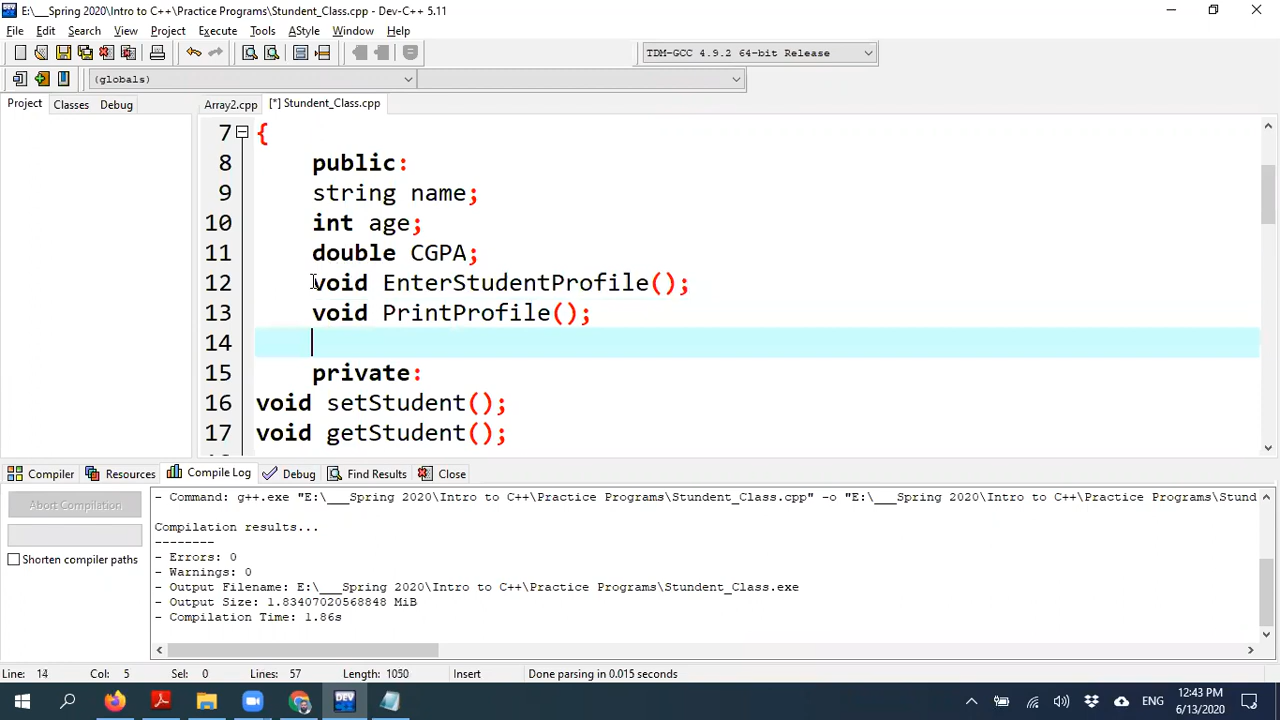 E:\__Spring 2020\Intro to C++\Practice Programs\Stundent_Class.cpp - Dev-C++ 5.11
File Edit Search View Project Execute Tools AStyle Window Help
TDM-GCC 4.9.2 64-bit Release
(globals)
Project Classes Debug
Array2.cpp [*] Stundent_Class.cpp
7 {
8 public:
9 string name;
10 int age;
11 double CGPA;
12 void EnterStudentProfile();
13 void PrintProfile();
14
15 private:
16 void setStudent();
17 void getStudent();
Compiler Resources Compile Log Debug Find Results Close
Abort Compilation
Shorten compiler paths
- Command: g++.exe "E:\___Spring 2020\Intro to C++\Practice Programs\Stundent_Class.cpp" -o "E:\___Spring 2020\Intro to C++\Practice Programs\Stund
Compilation results...
--------
- Errors: 0
- Warnings: 0
- Output Filename: E:\___Spring 2020\Intro to C++\Practice Programs\Stundent_Class.exe
- Output Size: 1.83407020568848 MiB
- Compilation Time: 1.86s
Line: 14 Col: 5 Sel: 0 Lines: 57 Length: 1050 Insert Done parsing in 0.015 seconds
DEV
ENG
12:43 PM
6/13/2020